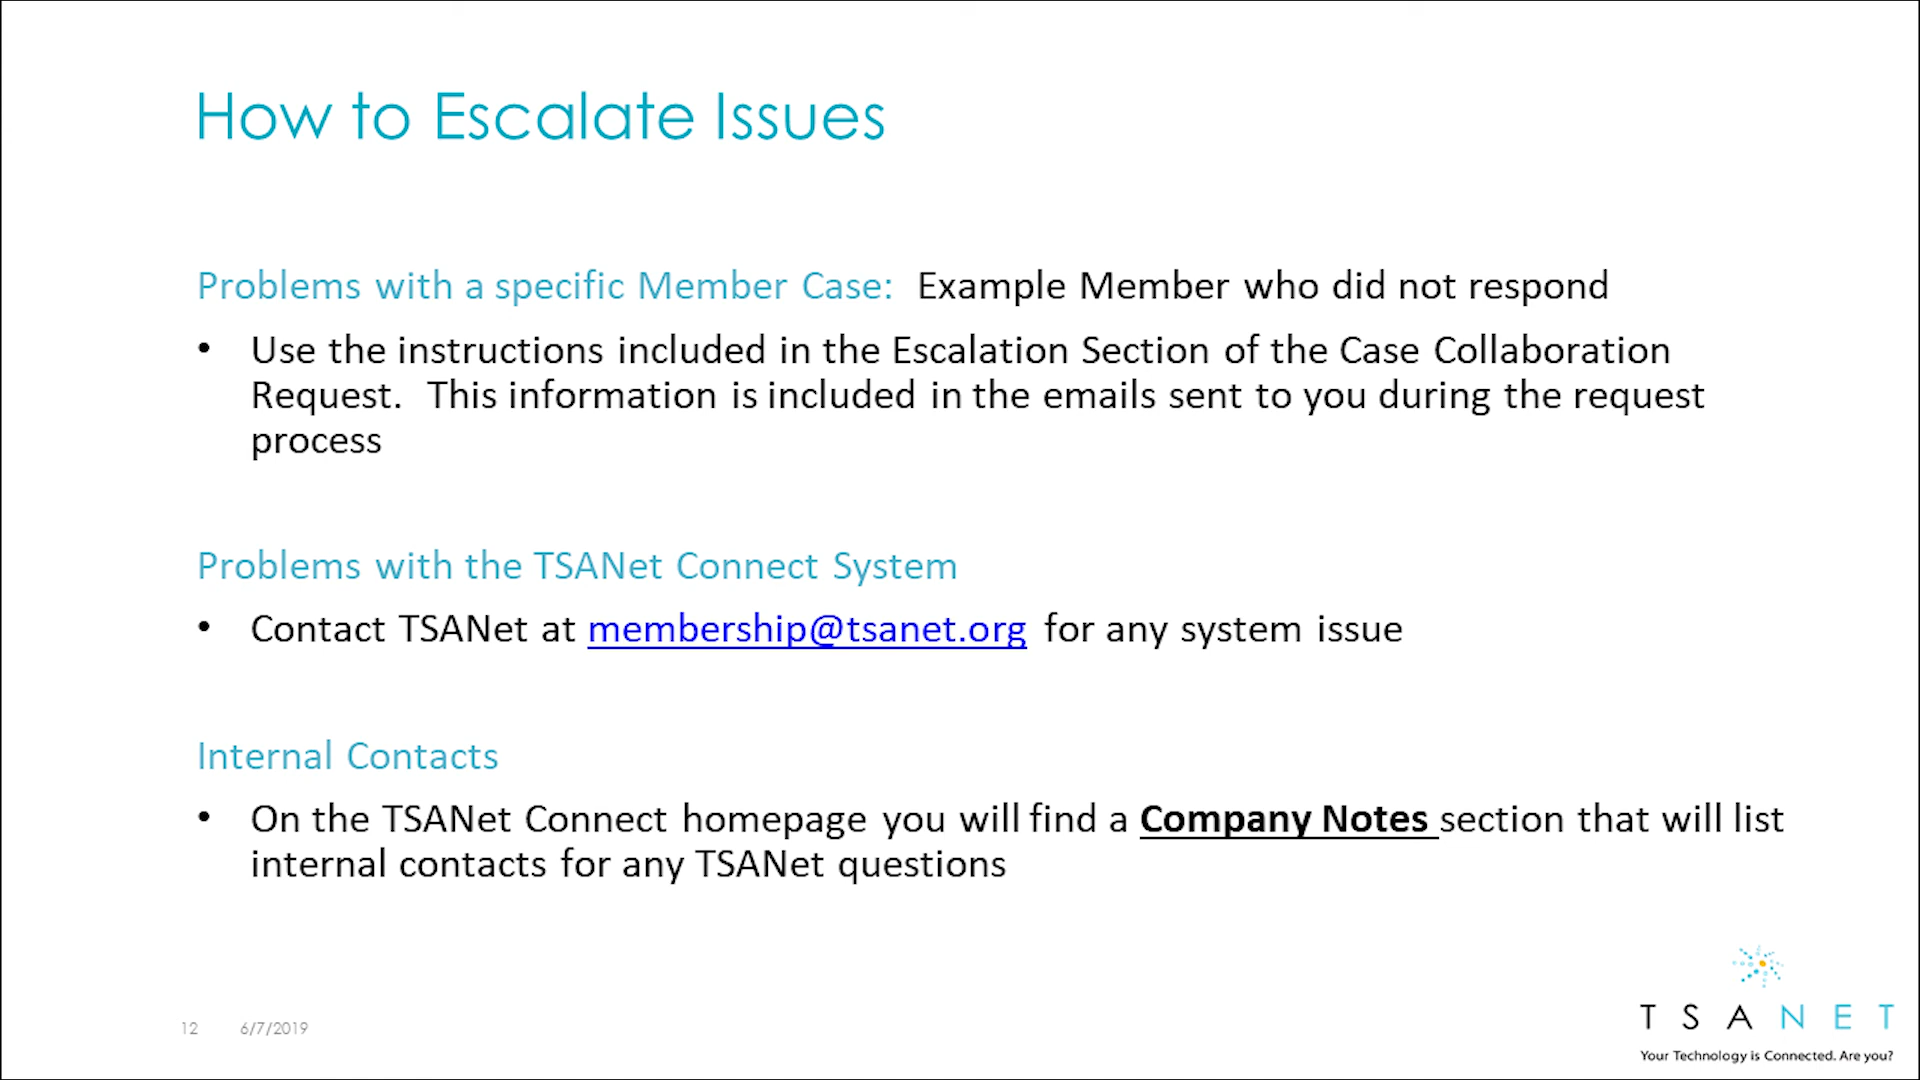 How to Escalate Issues
Problems with a specific Member Case:  Example Member who did not respond
• Use the instructions included in the Escalation Section of the Case Collaboration
Request.  This information is included in the emails sent to you during the request
process
Problems with the TSANet Connect System
• Contact TSANet at membership@tsanet.org for any system issue
Internal Contacts
• On the TSANet Connect homepage you will find a Company Notes section that will list
internal contacts for any TSANet questions
12 6/7/2019
TSANET
Your Technology is Connected. Are you?